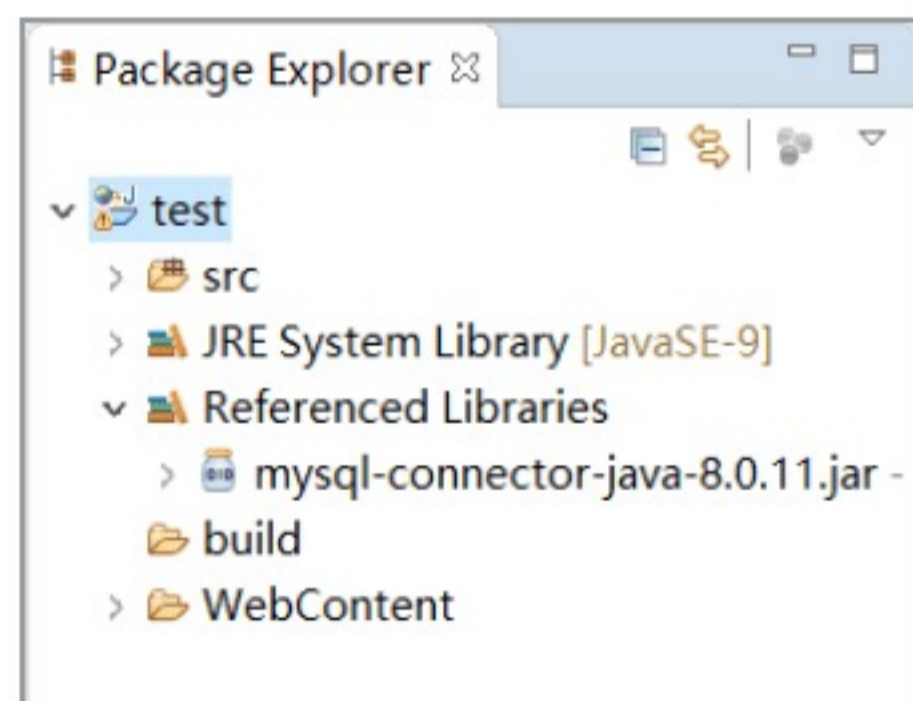 Package Explorer
test
src
JRE System Library [JavaSE-9]
Referenced Libraries
mysql-connector-java-8.0.11.jar -
build
WebContent